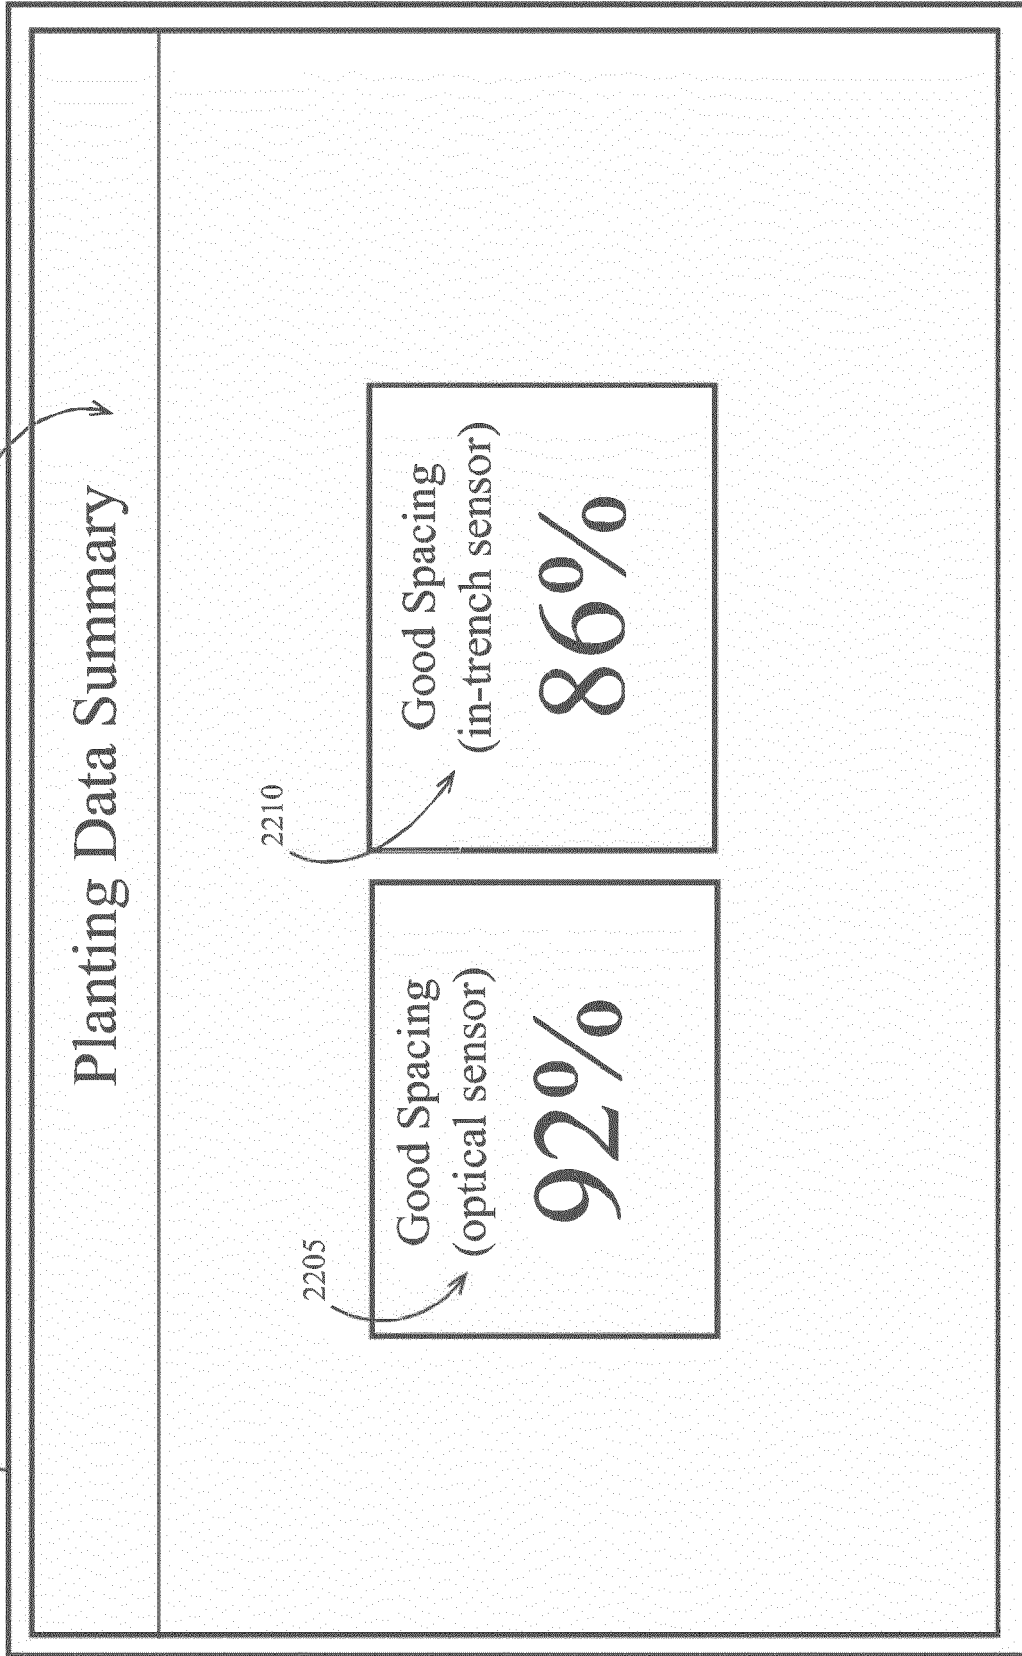 Planting Data Summary
2205
Good Spacing
(optical sensor)
92%
2210
Good Spacing
(in-trench sensor)
86%